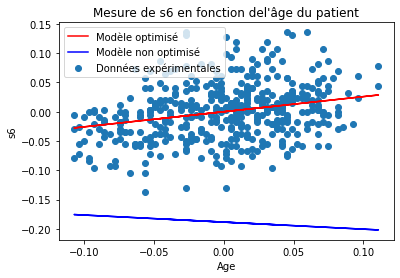 Mesure de s6 en fonction del'âge du patient
Modèle optimisé
Modèle non optimisé
Données expérimentales
0.15
0.10
0.05
0.00
−0.05
−0.10
−0.15
−0.20
s6
−0.10
−0.05
0.00
0.05
0.10
Age